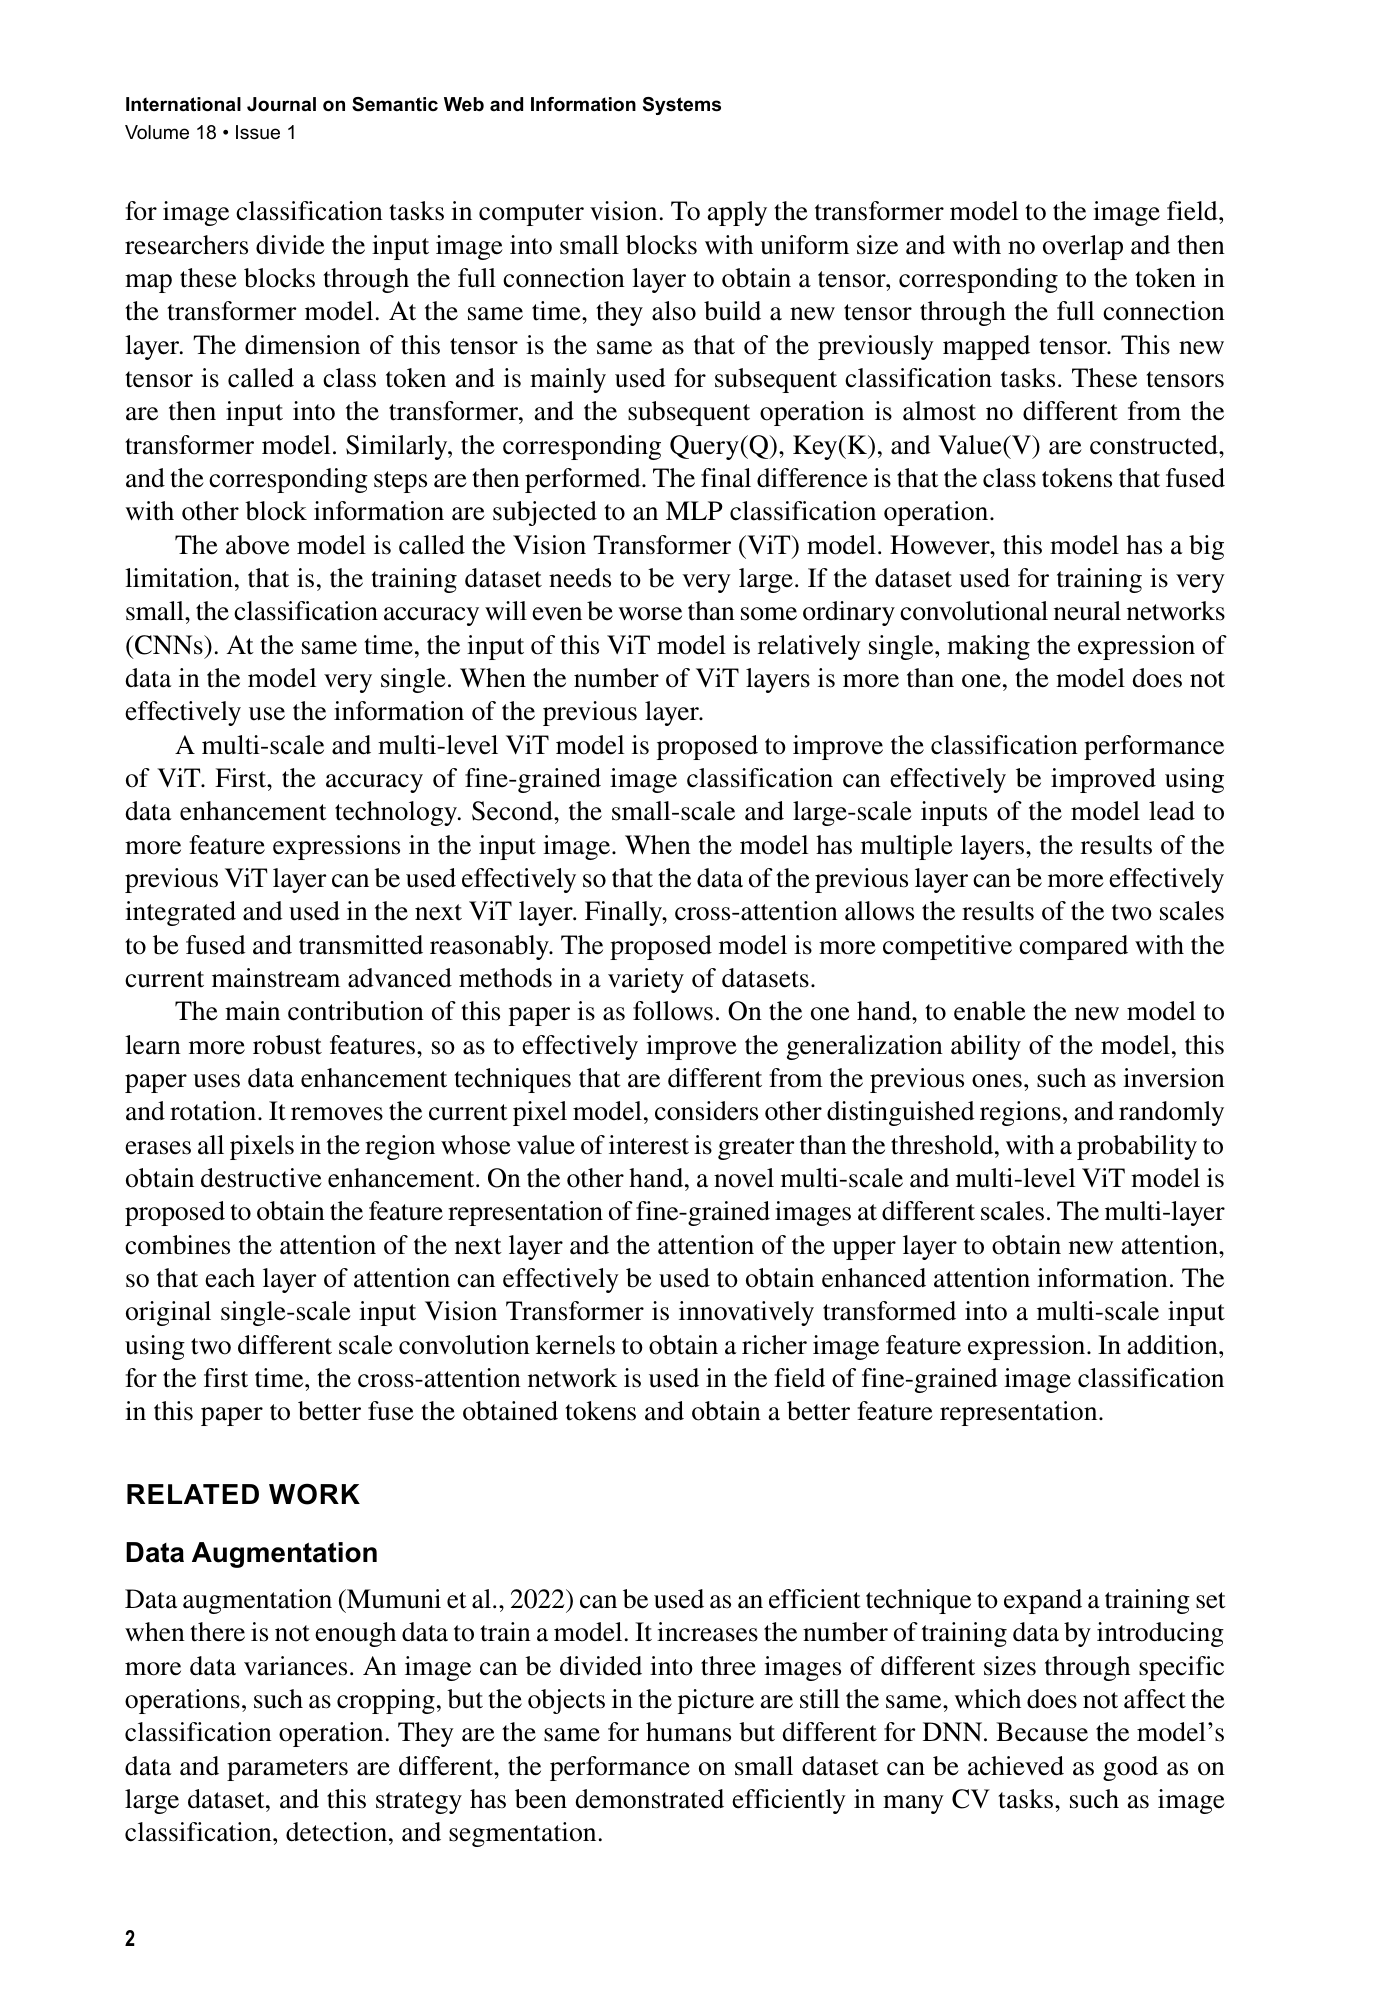 International Journal on Semantic Web and Information Systems
Volume 18 • Issue 1
for image classification tasks in computer vision. To apply the transformer model to the image field,
researchers divide the input image into small blocks with uniform size and with no overlap and then
map these blocks through the full connection layer to obtain a tensor, corresponding to the token in
the transformer model. At the same time, they also build a new tensor through the full connection
layer. The dimension of this tensor is the same as that of the previously mapped tensor. This new
tensor is called a class token and is mainly used for subsequent classification tasks. These tensors
are then input into the transformer, and the subsequent operation is almost no different from the
transformer model. Similarly, the corresponding Query(Q), Key(K), and Value(V) are constructed,
and the corresponding steps are then performed. The final difference is that the class tokens that fused
with other block information are subjected to an MLP classification operation.
The above model is called the Vision Transformer (ViT) model. However, this model has a big
limitation, that is, the training dataset needs to be very large. If the dataset used for training is very
small, the classification accuracy will even be worse than some ordinary convolutional neural networks
(CNNs). At the same time, the input of this ViT model is relatively single, making the expression of
data in the model very single. When the number of ViT layers is more than one, the model does not
effectively use the information of the previous layer.
A multi-scale and multi-level ViT model is proposed to improve the classification performance
of ViT. First, the accuracy of fine-grained image classification can effectively be improved using
data enhancement technology. Second, the small-scale and large-scale inputs of the model lead to
more feature expressions in the input image. When the model has multiple layers, the results of the
previous ViT layer can be used effectively so that the data of the previous layer can be more effectively
integrated and used in the next ViT layer. Finally, cross-attention allows the results of the two scales
to be fused and transmitted reasonably. The proposed model is more competitive compared with the
current mainstream advanced methods in a variety of datasets.
The main contribution of this paper is as follows. On the one hand, to enable the new model to
learn more robust features, so as to effectively improve the generalization ability of the model, this
paper uses data enhancement techniques that are different from the previous ones, such as inversion
and rotation. It removes the current pixel model, considers other distinguished regions, and randomly
erases all pixels in the region whose value of interest is greater than the threshold, with a probability to
obtain destructive enhancement. On the other hand, a novel multi-scale and multi-level ViT model is
proposed to obtain the feature representation of fine-grained images at different scales. The multi-layer
combines the attention of the next layer and the attention of the upper layer to obtain new attention,
so that each layer of attention can effectively be used to obtain enhanced attention information. The
original single-scale input Vision Transformer is innovatively transformed into a multi-scale input
using two different scale convolution kernels to obtain a richer image feature expression. In addition,
for the first time, the cross-attention network is used in the field of fine-grained image classification
in this paper to better fuse the obtained tokens and obtain a better feature representation.
RELATED WORK
Data Augmentation
Data augmentation (Mumuni et al., 2022) can be used as an efficient technique to expand a training set
when there is not enough data to train a model. It increases the number of training data by introducing
more data variances. An image can be divided into three images of different sizes through specific
operations, such as cropping, but the objects in the picture are still the same, which does not affect the
classification operation. They are the same for humans but different for DNN. Because the model’s
data and parameters are different, the performance on small dataset can be achieved as good as on
large dataset, and this strategy has been demonstrated efficiently in many CV tasks, such as image
classification, detection, and segmentation.
2